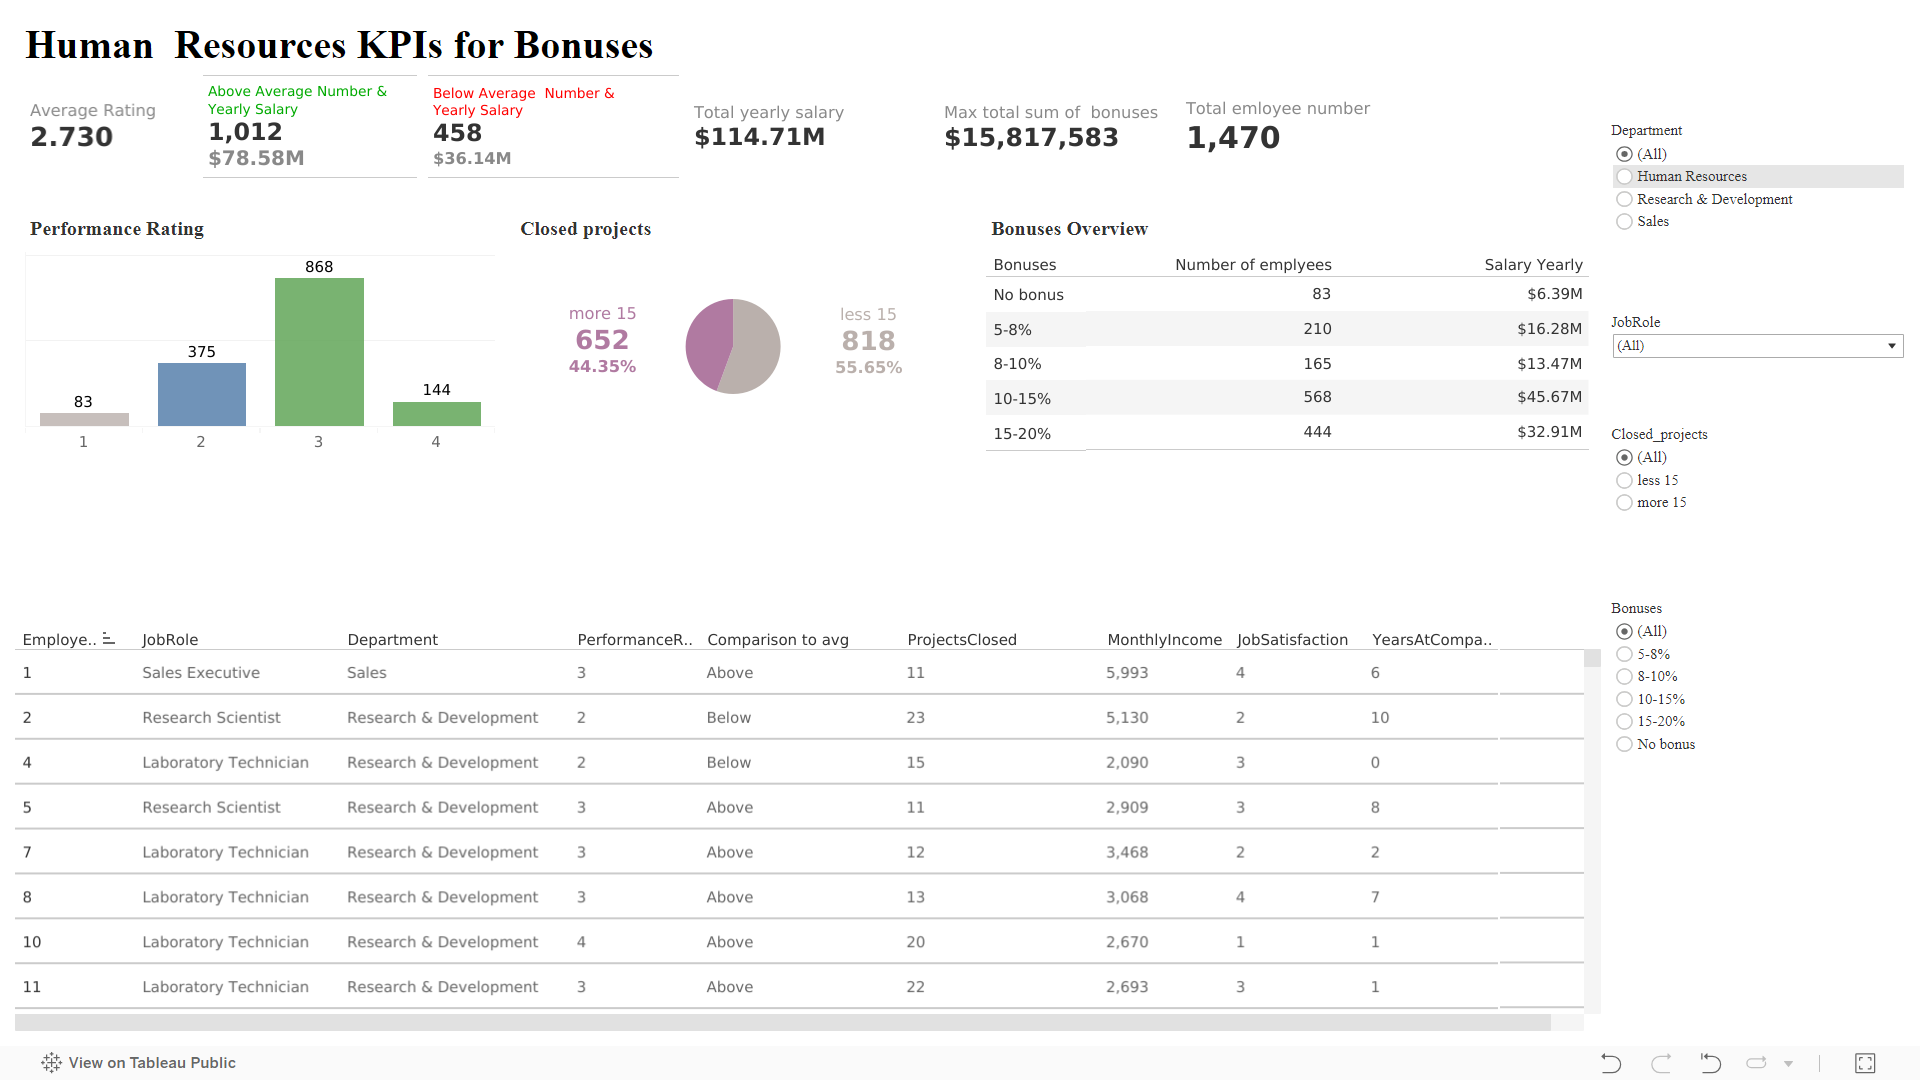 Human  Resources KPIs for Bonuses
Average Rating
2.730
Above Average Number &
Yearly Salary
1,012
$78.58M
Below Average  Number &
Yearly Salary
458
$36.14M
Total yearly salary
$114.71M
Max total sum of  bonuses
$15,817,583
Total emloyee number
1,470
Department
(All)
Human Resources
Research & Development
Sales
Performance Rating
868
375
144
83
1 2 3 4
Closed projects
more 15
652
44.35%
less 15
818
55.65%
Bonuses Overview
Bonuses Number of emplyees Salary Yearly
No bonus 83 $6.39M
5-8% 210 $16.28M
8-10% 165 $13.47M
10-15% 568 $45.67M
15-20% 444 $32.91M
JobRole
(All)
Closed_projects
(All)
less 15
more 15
Bonuses
(All)
5-8%
8-10%
10-15%
15-20%
No bonus
Employe.. JobRole Department PerformanceR.. Comparison to avg ProjectsClosed MonthlyIncome JobSatisfaction YearsAtCompa..
1 Sales Executive Sales 3 Above 11 5,993 4 6
2 Research Scientist Research & Development 2 Below 23 5,130 2 10
4 Laboratory Technician Research & Development 2 Below 15 2,090 3 0
5 Research Scientist Research & Development 3 Above 11 2,909 3 8
7 Laboratory Technician Research & Development 3 Above 12 3,468 2 2
8 Laboratory Technician Research & Development 3 Above 13 3,068 4 7
10 Laboratory Technician Research & Development 4 Above 20 2,670 1 1
11 Laboratory Technician Research & Development 3 Above 22 2,693 3 1
View on Tableau Public